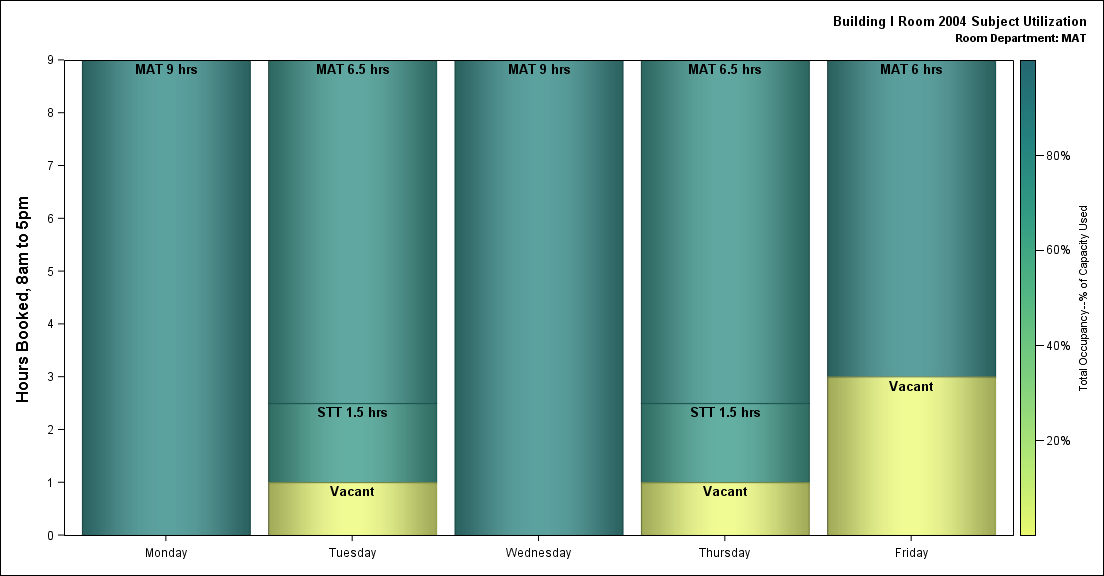 Building I Room 2004 Subject Utilization
Room Department: MAT
Hours Booked, 8am to 5pm
9
8
7
6
5
4
3
2
1
0
MAT 9 hrs
MAT 6.5 hrs
MAT 9 hrs
MAT 6.5 hrs
MAT 6 hrs
Vacant
STT 1.5 hrs
STT 1.5 hrs
Vacant
Vacant
Monday
Tuesday
Wednesday
Thursday
Friday
80%
60%
40%
20%
Total Occupancy--% of Capacity Used